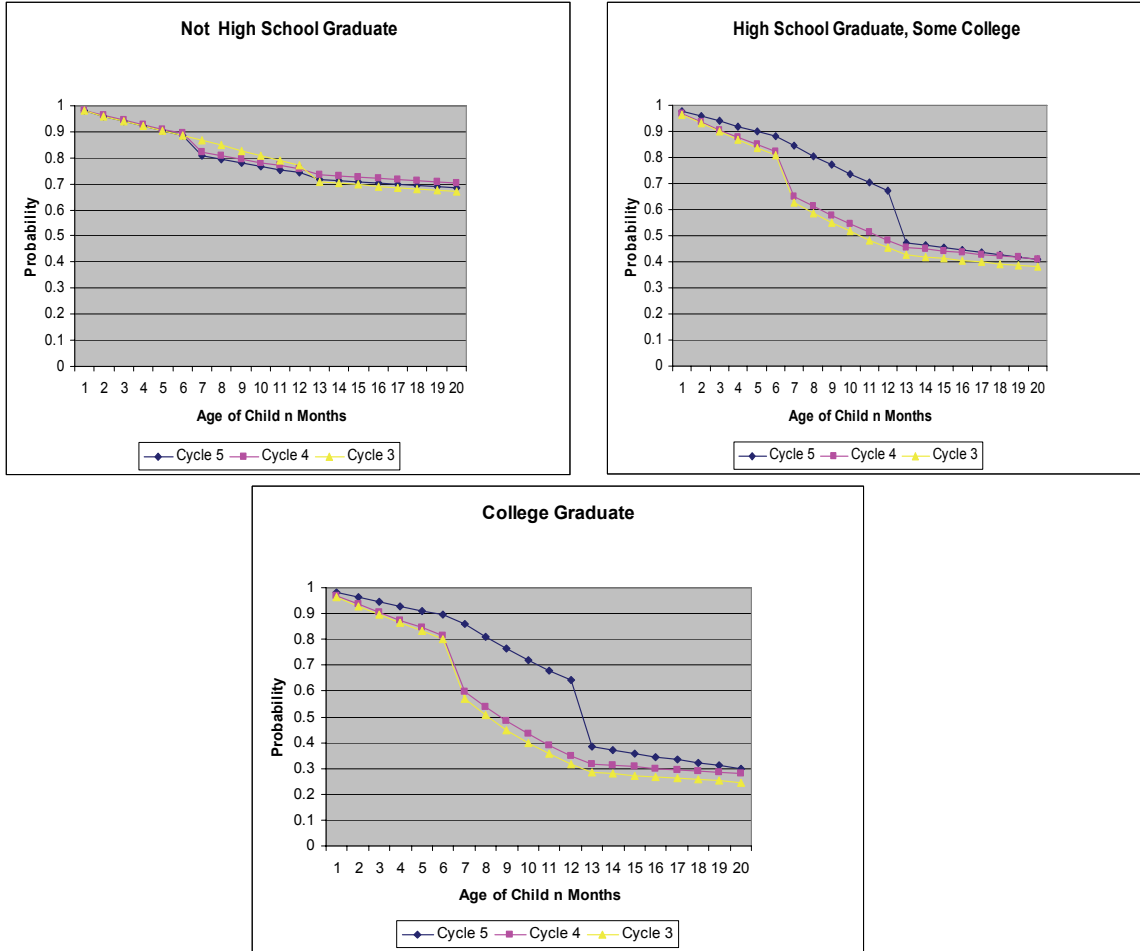 Not High School Graduate
Probability
1
0.9
0.8
0.7
0.6
0.5
0.4
0.3
0.2
0.1
0
1 2 3 4 5 6 7 8 9 10 11 12 13 14 15 16 17 18 19 20
Age of Child n Months
Cycle 5 Cycle 4 Cycle 3
High School Graduate, Some College
Probability
1
0.9
0.8
0.7
0.6
0.5
0.4
0.3
0.2
0.1
0
1 2 3 4 5 6 7 8 9 10 11 12 13 14 15 16 17 18 19 20
Age of Child n Months
Cycle 5 Cycle 4 Cycle 3
College Graduate
Probability
1
0.9
0.8
0.7
0.6
0.5
0.4
0.3
0.2
0.1
0
1 2 3 4 5 6 7 8 9 10 11 12 13 14 15 16 17 18 19 20
Age of Child n Months
Cycle 5 Cycle 4 Cycle 3